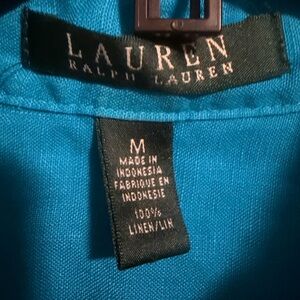 LAUREN
RALPH LAUREN
M
MADE IN
INDONESIA
FABRIQUE EN
INDONESIE
100%
LINEN/LIN